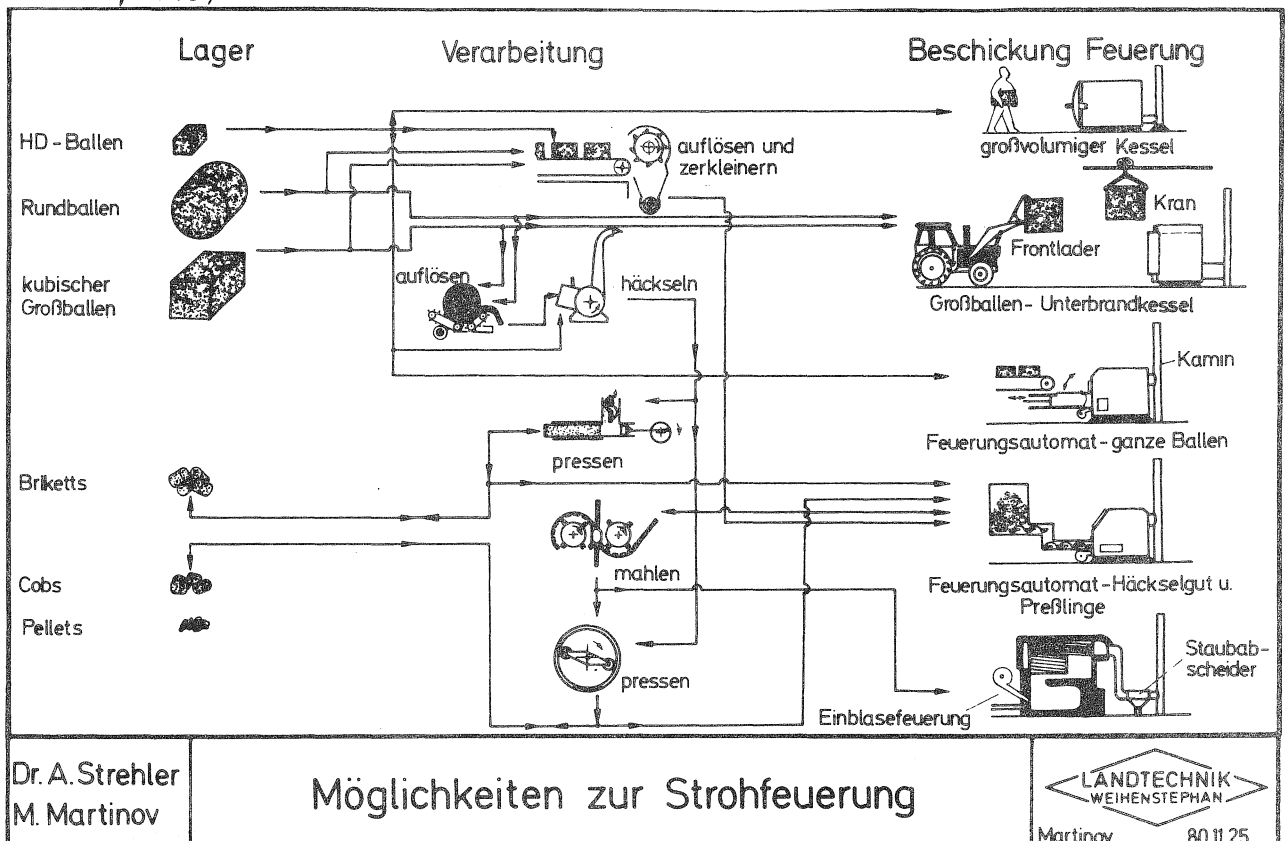 Lager
Verarbeitung
Beschickung Feuerung
HD-Ballen
auflösen und
zerkleinern
großvolumiger Kessel
Rundballen
Kran
Frontlader
kubischer
Großballen
auflösen
häckseln
Großballen- Unterbrandkessel
Kamin
Feuerungsautomat-ganze Ballen
pressen
Briketts
mahlen
Cobs
Feuerungsautomat-Häckselgut u.
Preßlinge
Pellets
pressen
Staubab-
scheider
Einblasefeuerung
Dr. A. Strehler
M. Martinov
Möglichkeiten zur Strohfeuerung
LANDTECHNIK
WEIHENSTEPHAN
Martinov 80.11.25